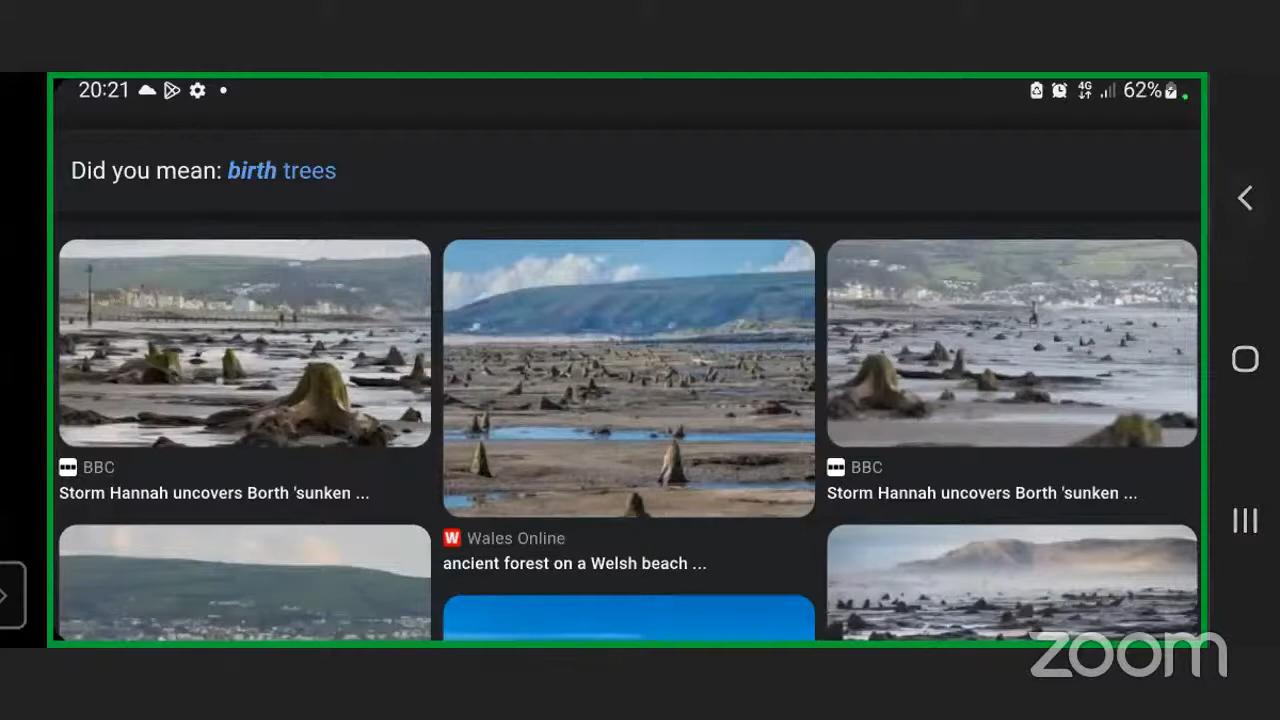 20:21
4G 62%
Did you mean: birth trees
BBC
Storm Hannah uncovers Borth 'sunken ...
Wales Online
ancient forest on a Welsh beach ...
BBC
Storm Hannah uncovers Borth 'sunken ...
zoom